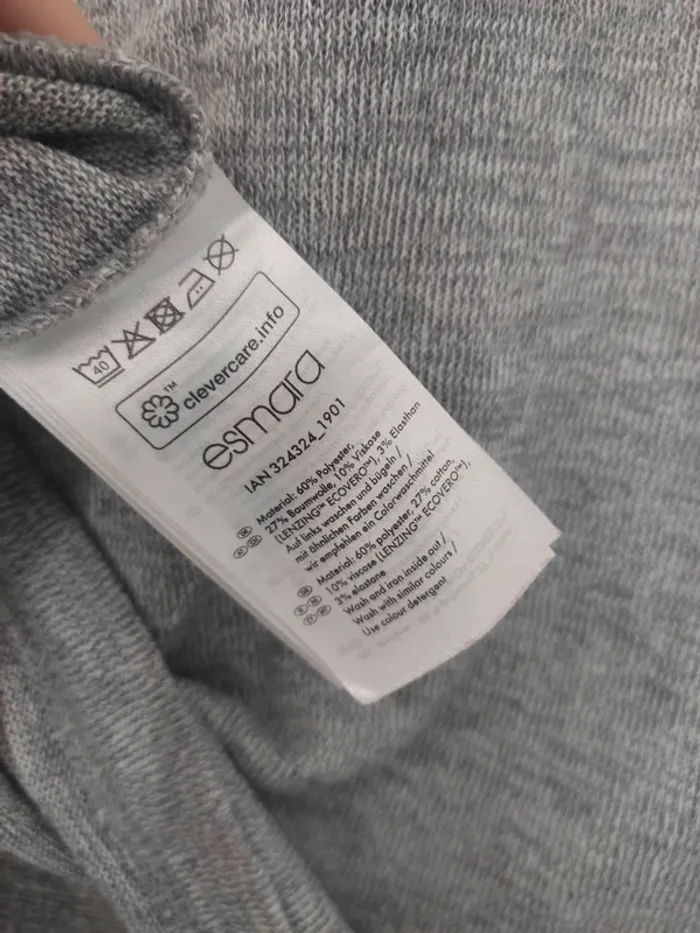 40
clevercare.info
esmara
IAN 324324_1901
Material: 60% Polyester,
27% Baumwolle, 10% Viskose
(LENZING™ ECOVERO™), 3% Elasthan
Auf links waschen und bügeln /
mit ähnlichen Farben waschen /
wir empfehlen ein Colorwaschmittel
Material: 60% polyester, 27% cotton,
10% viscose (LENZING™ ECOVERO™),
3% elastane
Wash and iron inside out /
Wash with similar colours /
Use colour detergent